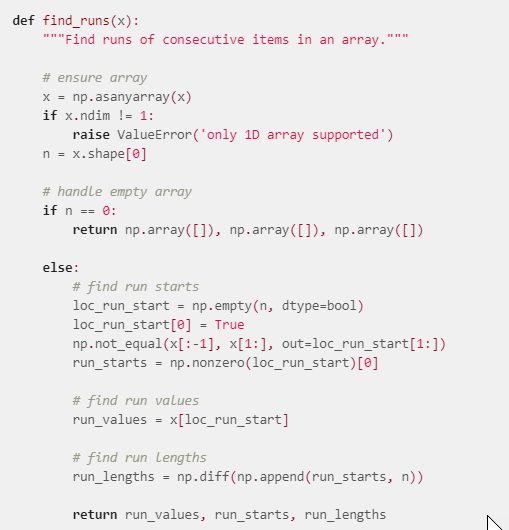 def find_runs(x):
    """Find runs of consecutive items in an array."""

    # ensure array
    x = np.asanyarray(x)
    if x.ndim != 1:
        raise ValueError('only 1D array supported')
    n = x.shape[0]

    # handle empty array
    if n == 0:
        return np.array([]), np.array([]), np.array([])

    else:
        # find run starts
        loc_run_start = np.empty(n, dtype=bool)
        loc_run_start[0] = True
        np.not_equal(x[:-1], x[1:], out=loc_run_start[1:])
        run_starts = np.nonzero(loc_run_start)[0]

        # find run values
        run_values = x[loc_run_start]

        # find run lengths
        run_lengths = np.diff(np.append(run_starts, n))

        return run_values, run_starts, run_lengths